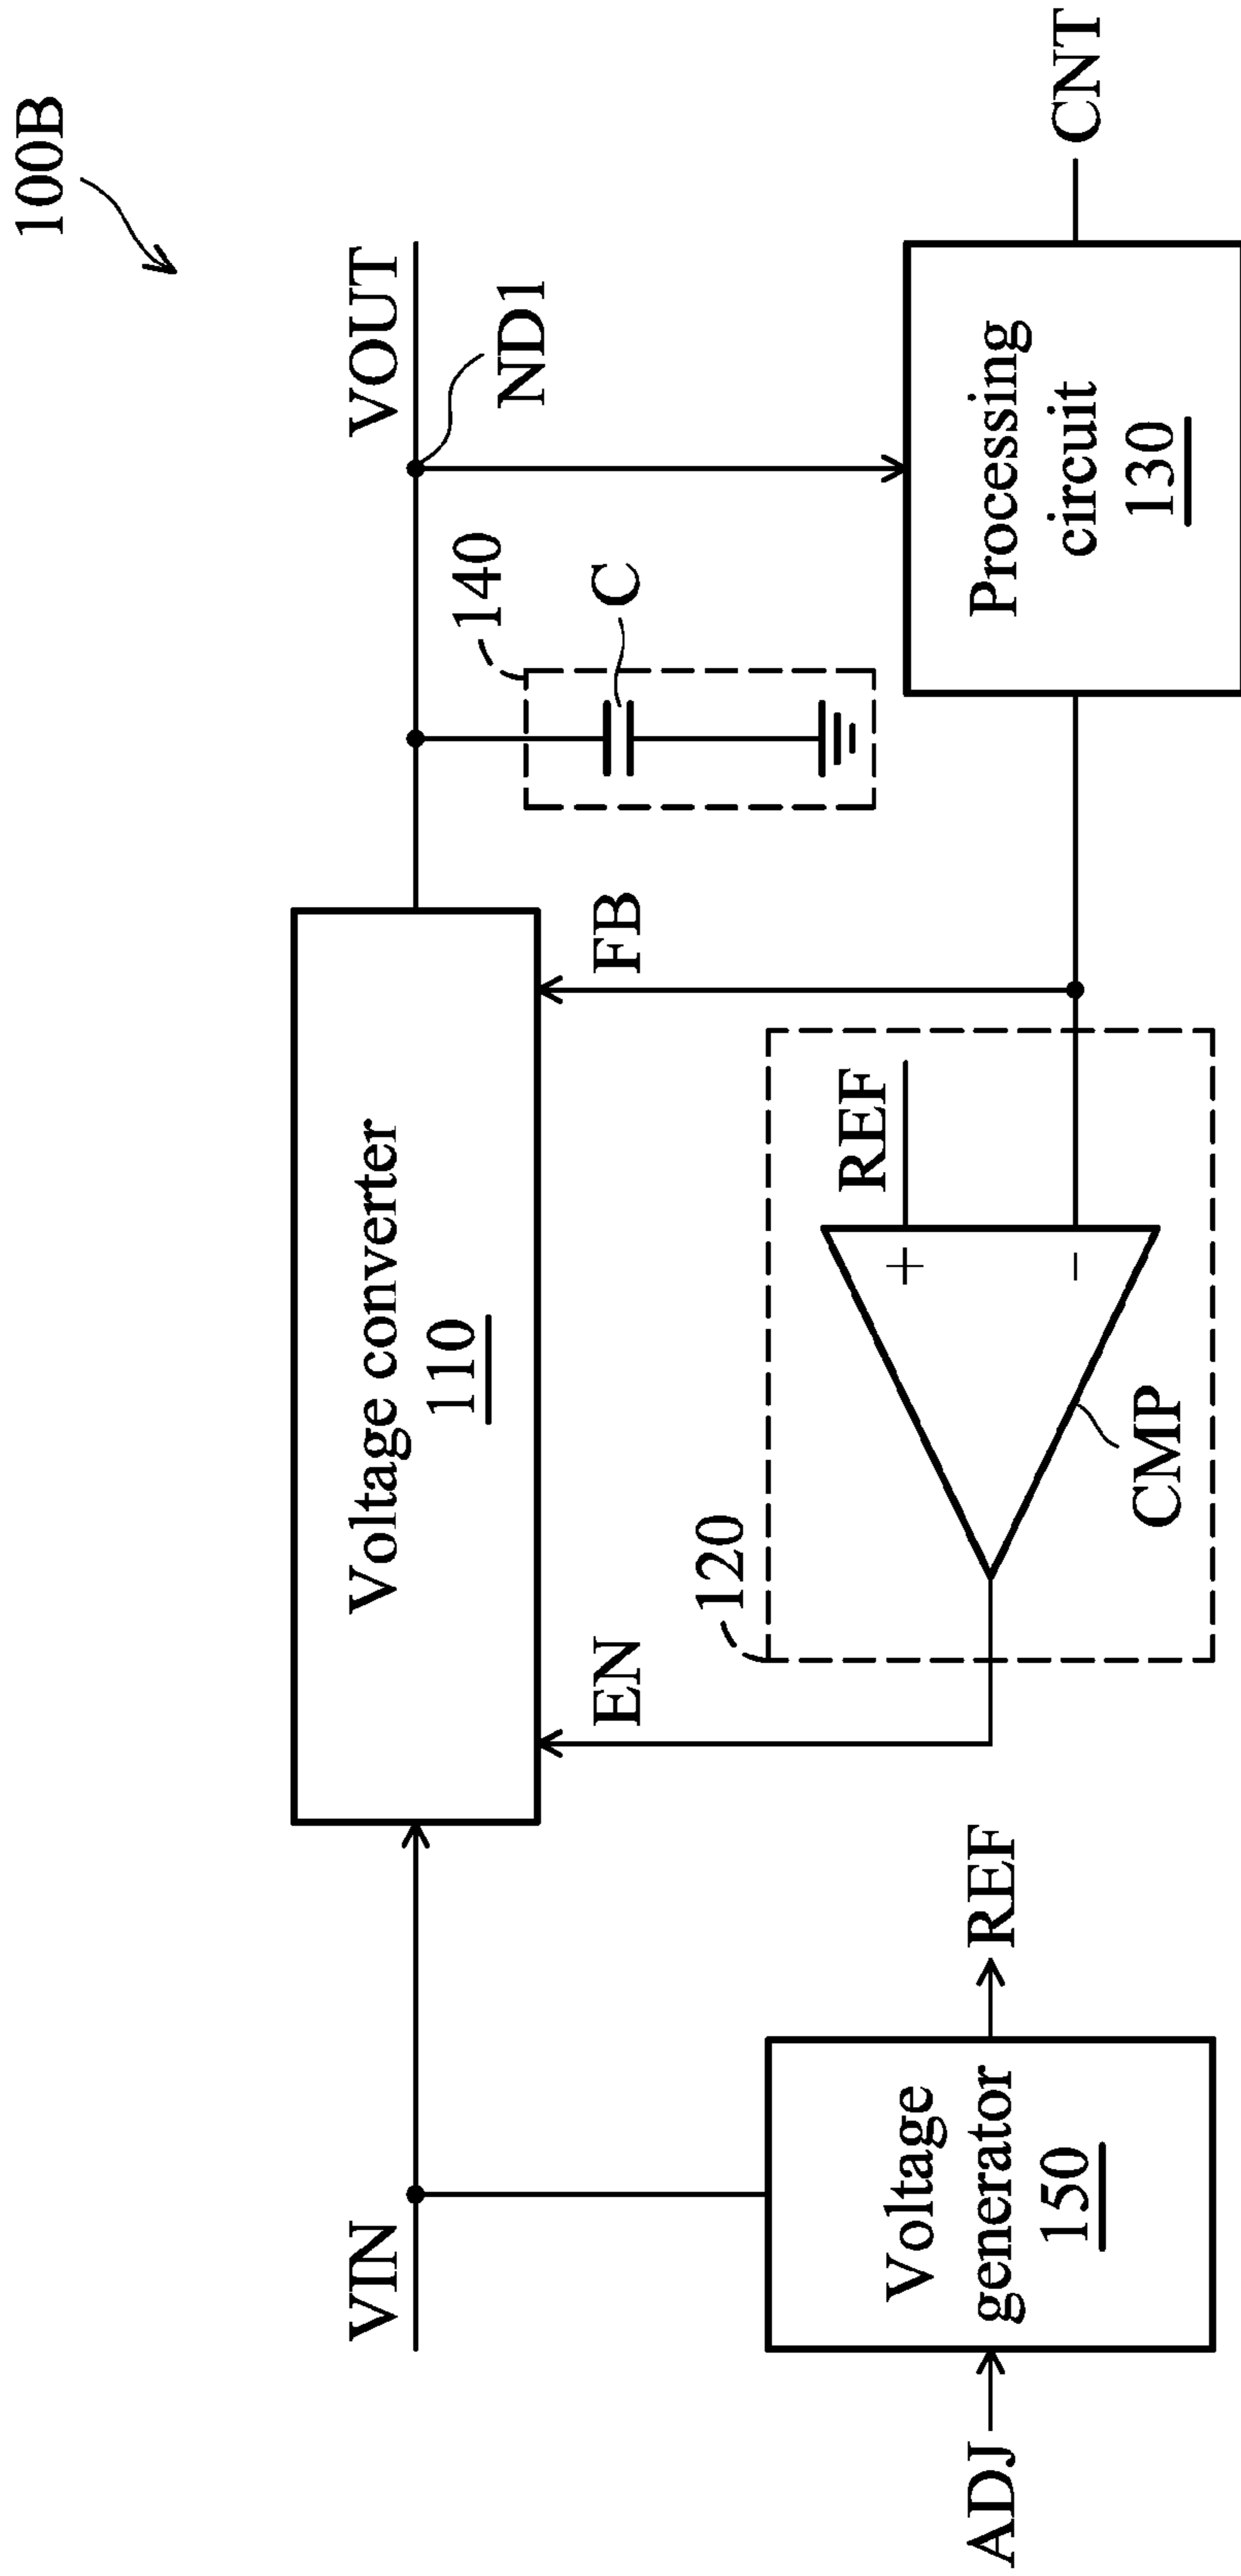 100B
VIN
Voltage converter
110
VOUT
ND1
140
C
EN
FB
120
REF
+
−
CMP
ADJ
Voltage
generator
150
REF
Processing
circuit
130
CNT